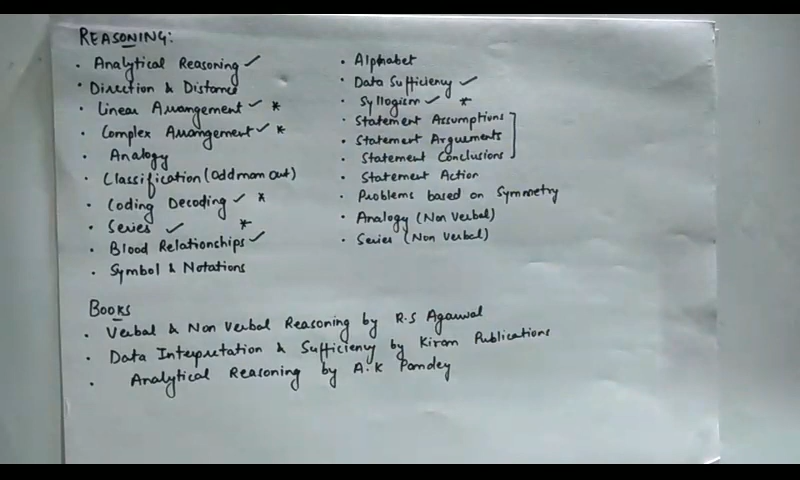 REASONING:
• Analytical Reasoning ✓
• Direction & Distance
• Linear Arrangement ✓ *
• Complex Arrangement ✓ *
• Analogy
• Classification (Odd man out)
• Coding Decoding ✓ *
• Series ✓ *
• Blood Relationships ✓
• Symbol & Notations
• Alphabet
• Data Sufficiency ✓
• Syllogism ✓ *
• Statement Assumptions
• Statement Arguements
• Statement Conclusions
• Statement Action
• Problems based on Symmetry
• Analogy (Non Verbal)
• Series (Non Verbal)
BOOKS
• Verbal & Non Verbal Reasoning by R.S Agarwal
• Data Interpretation & Sufficiency by Kiran Publications
• Analytical Reasoning by A.K Pandey